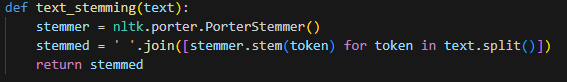 def text_stemming(text):
    stemmer = nltk.porter.PorterStemmer()
    stemmed = ' '.join([stemmer.stem(token) for token in text.split()])
    return stemmed